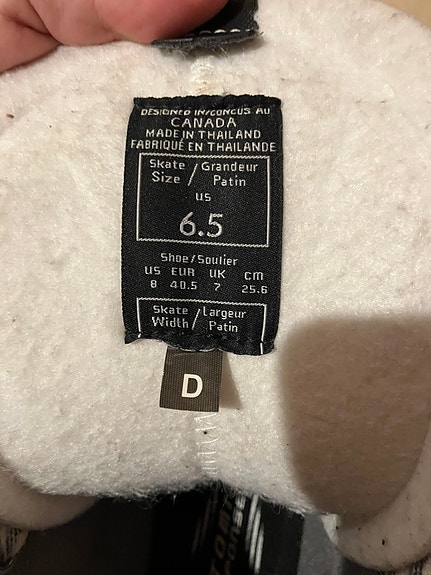 DESIGNED IN/CONCUS AU
CANADA
MADE IN THAILAND
FABRIQUÉ EN THAILANDE
Skate / Grandeur
Size / Patin
US
6.5
Shoe/Soulier
US EUR UK CM
8 40.5 7 25.6
Skate / Largeur
Width / Patin
D